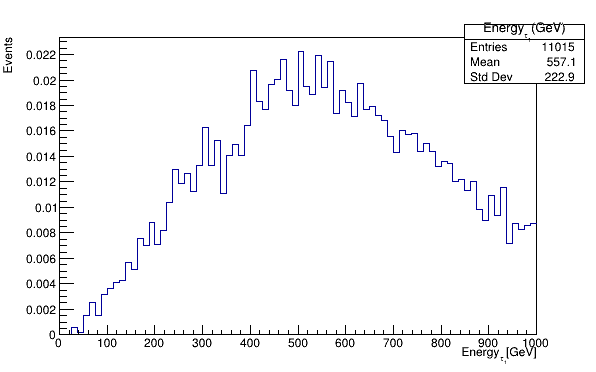 Energy_τ₁ (GeV)
Entries 11015
Mean 557.1
Std Dev 222.9
Events
0.022
0.02
0.018
0.016
0.014
0.012
0.01
0.008
0.006
0.004
0.002
0
0 100 200 300 400 500 600 700 800 900 1000
Energy_τ₁ [GeV]